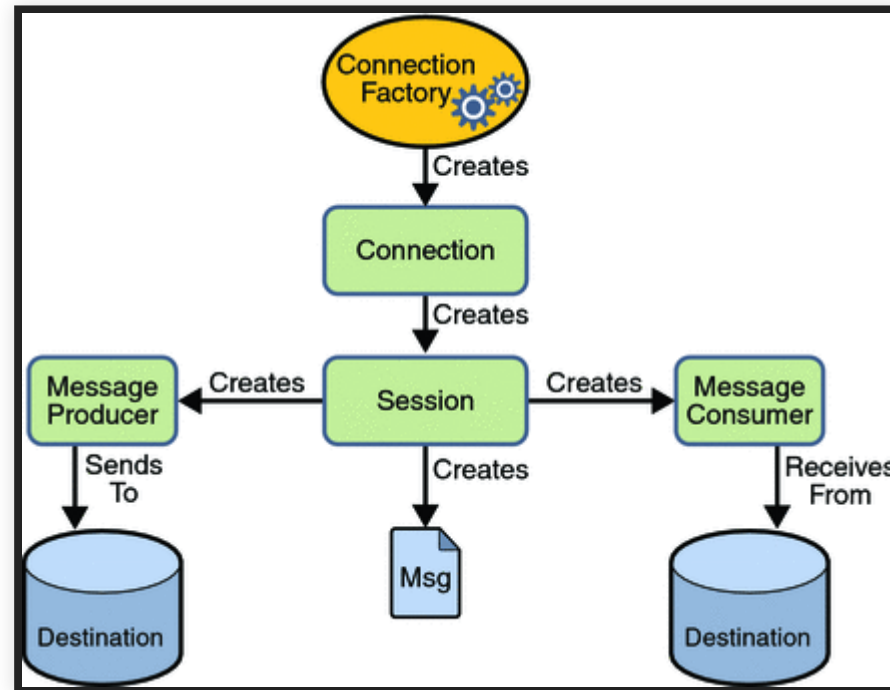 Connection
Factory
Creates
Connection
Creates
Message
Producer
Creates
Session
Creates
Message
Consumer
Sends
To
Creates
Receives
From
Msg
Destination
Destination